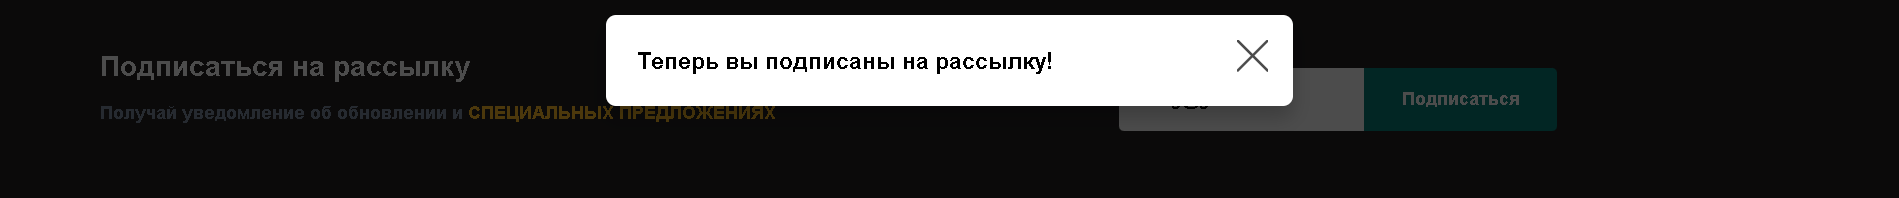 Теперь вы подписаны на рассылку!
Подписаться на рассылку
Получай уведомление об обновлении и СПЕЦИАЛЬНЫХ ПРЕДЛОЖЕНИЯХ
Подписаться